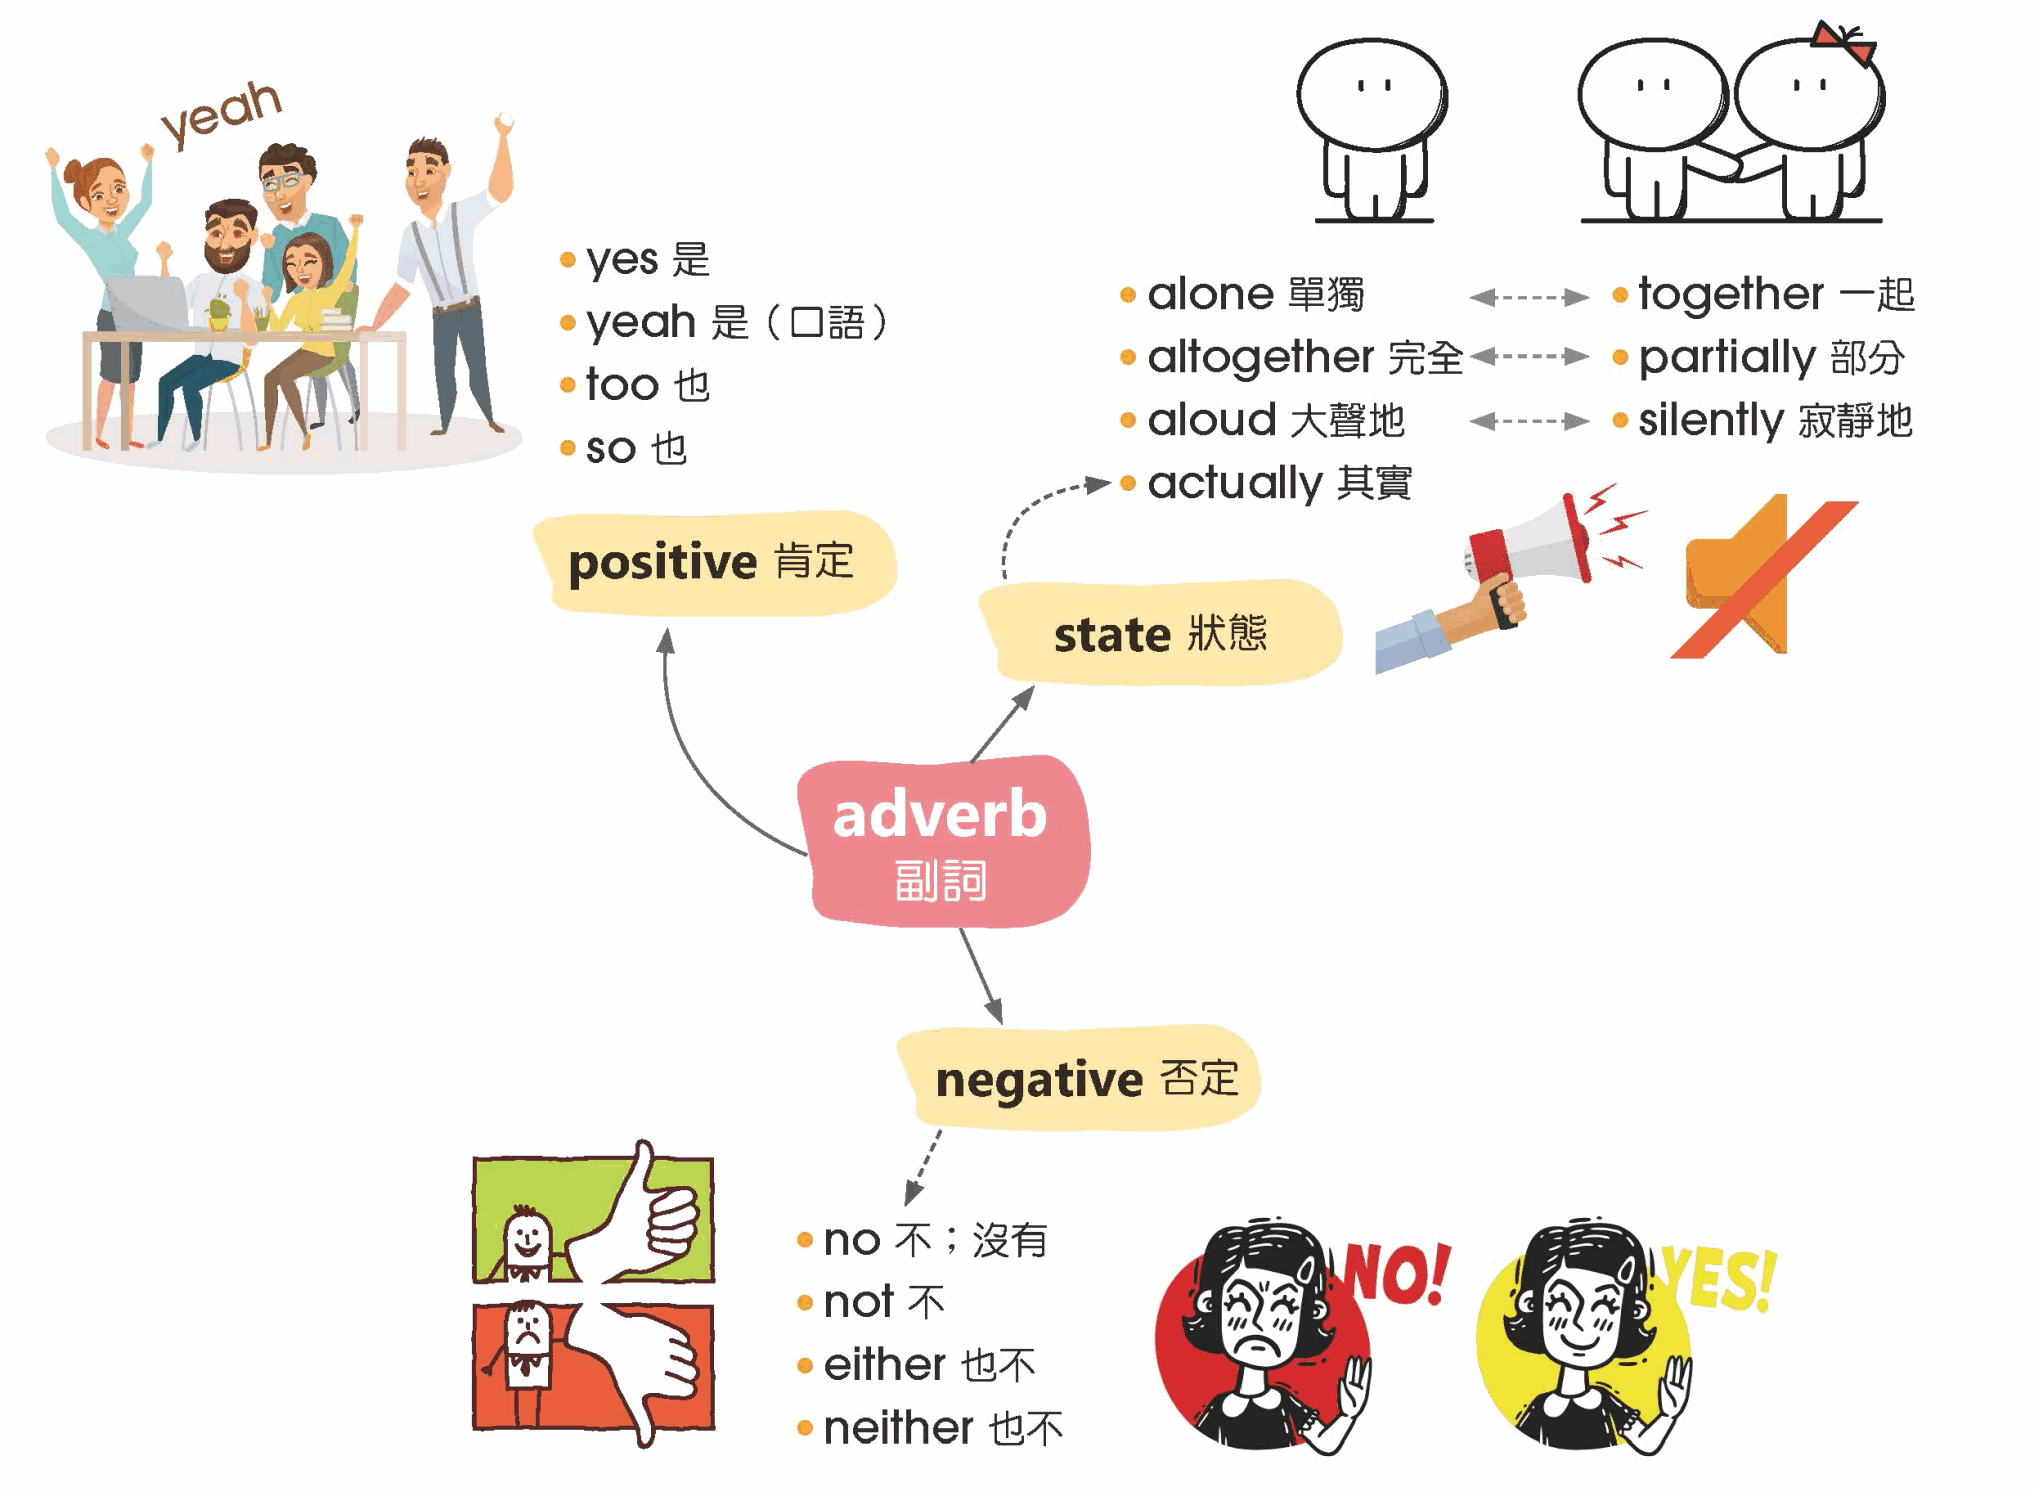 yeah
yes 是
yeah 是（口語）
too 也
so 也
positive 肯定
alone 單獨
together 一起
altogether 完全
partially 部分
aloud 大聲地
silently 寂靜地
actually 其實
state 狀態
adverb
副詞
negative 否定
no 不；沒有
not 不
either 也不
neither 也不
NO!
YES!